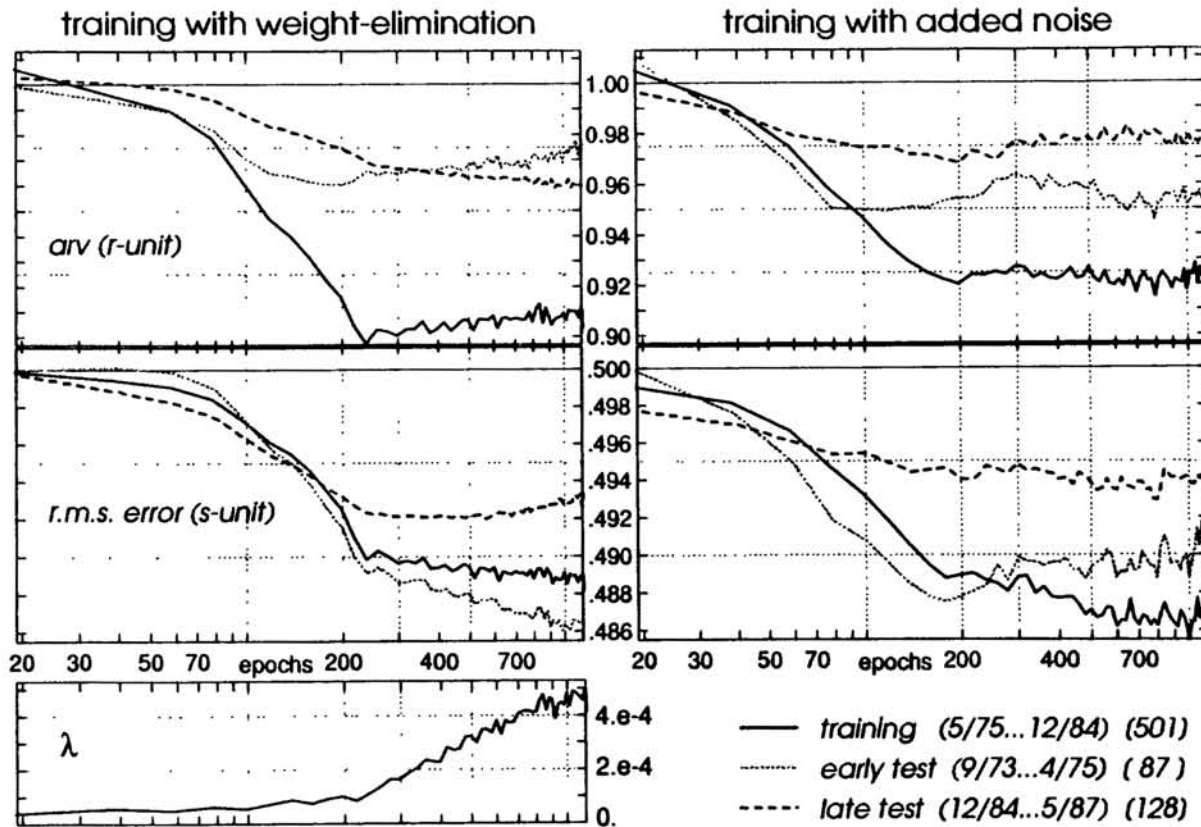 training with weight-elimination
training with added noise
arv (r-unit)
1.00
0.98
0.96
0.94
0.92
0.90
r.m.s. error (s-unit)
.500
.498
.496
.494
.492
.490
.488
.486
20 30 50 70 epochs 200 400 700
20 30 50 70 epochs 200 400 700
λ
4.e-4
2.e-4
0.
training (5/75...12/84) (501)
early test (9/73...4/75) ( 87 )
late test (12/84...5/87) (128)